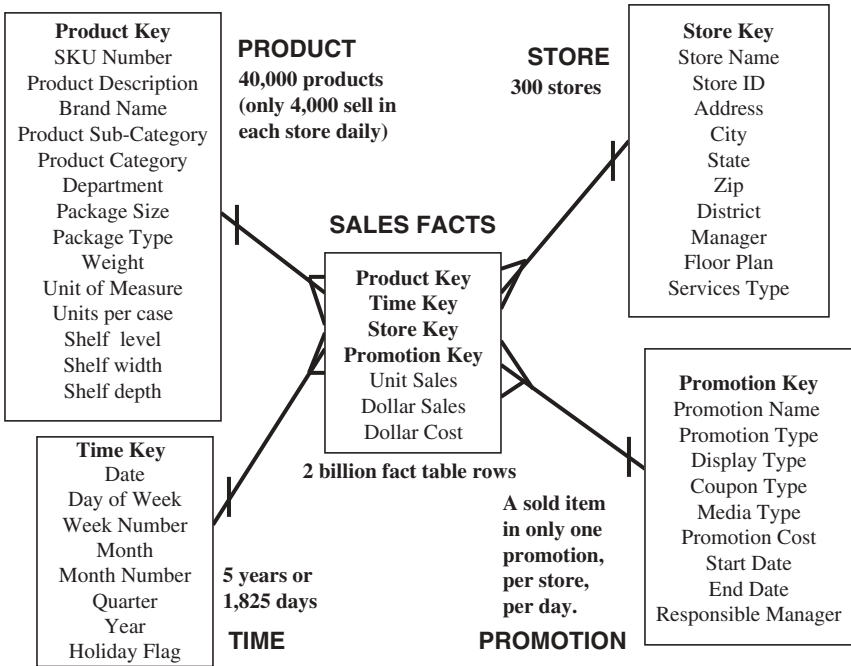 Product Key
SKU Number
Product Description
Brand Name
Product Sub-Category
Product Category
Department
Package Size
Package Type
Weight
Unit of Measure
Units per case
Shelf level
Shelf width
Shelf depth
PRODUCT
40,000 products
(only 4,000 sell in
each store daily)
STORE
300 stores
Store Key
Store Name
Store ID
Address
City
State
Zip
District
Manager
Floor Plan
Services Type
SALES FACTS
Product Key
Time Key
Store Key
Promotion Key
Unit Sales
Dollar Sales
Dollar Cost
2 billion fact table rows
Time Key
Date
Day of Week
Week Number
Month
Month Number
Quarter
Year
Holiday Flag
5 years or
1,825 days
TIME
A sold item
in only one
promotion,
per store,
per day.
PROMOTION
Promotion Key
Promotion Name
Promotion Type
Display Type
Coupon Type
Media Type
Promotion Cost
Start Date
End Date
Responsible Manager